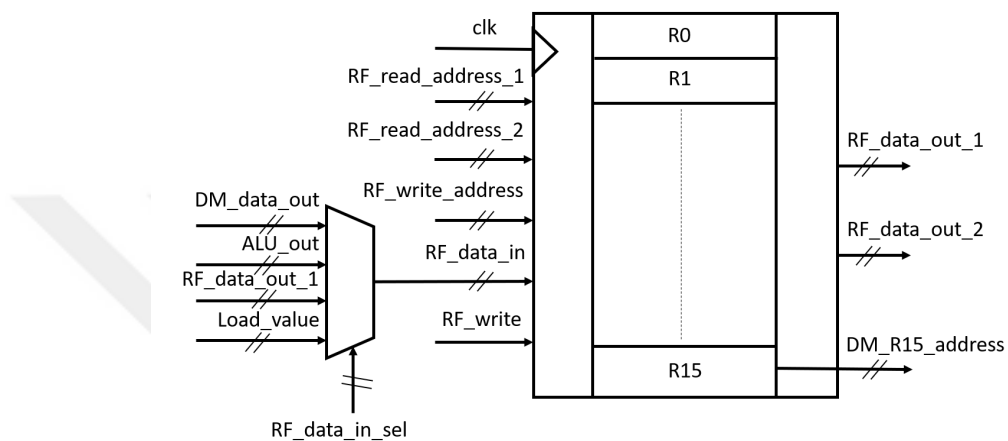 clk
RF_read_address_1
RF_read_address_2
RF_write_address
RF_data_in
RF_write
DM_data_out
ALU_out
RF_data_out_1
Load_value
RF_data_in_sel
R0
R1
R15
RF_data_out_1
RF_data_out_2
DM_R15_address